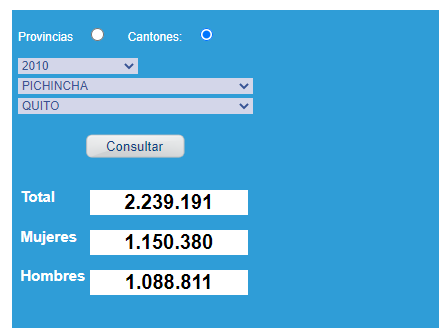 Provincias Cantones:
2010
PICHINCHA
QUITO
Consultar
Total 2.239.191
Mujeres 1.150.380
Hombres 1.088.811